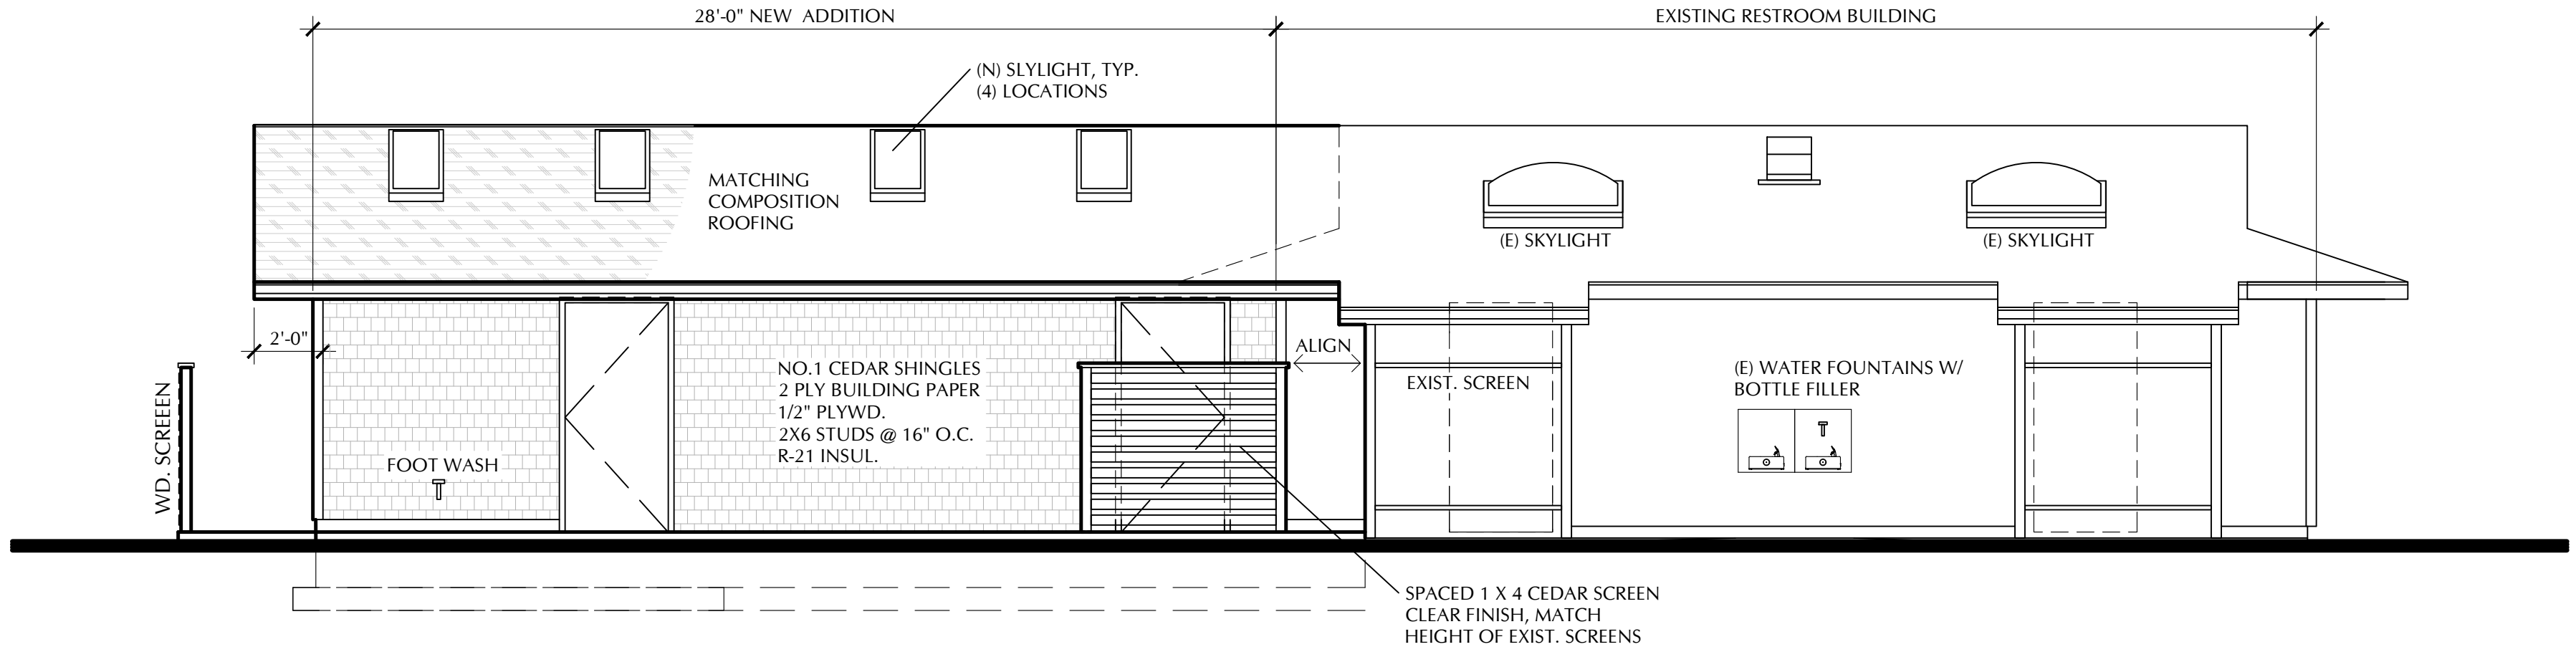 28'-0" NEW  ADDITION
EXISTING RESTROOM BUILDING
(N) SLYLIGHT, TYP.
(4) LOCATIONS
MATCHING
COMPOSITION
ROOFING
(E) SKYLIGHT
(E) SKYLIGHT
2'-0"
ALIGN
WD. SCREEN
NO.1 CEDAR SHINGLES
2 PLY BUILDING PAPER
1/2" PLYWD.
2X6 STUDS @ 16" O.C.
R-21 INSUL.
EXIST. SCREEN
(E) WATER FOUNTAINS W/
BOTTLE FILLER
FOOT WASH
SPACED 1 X 4 CEDAR SCREEN
CLEAR FINISH, MATCH
HEIGHT OF EXIST. SCREENS